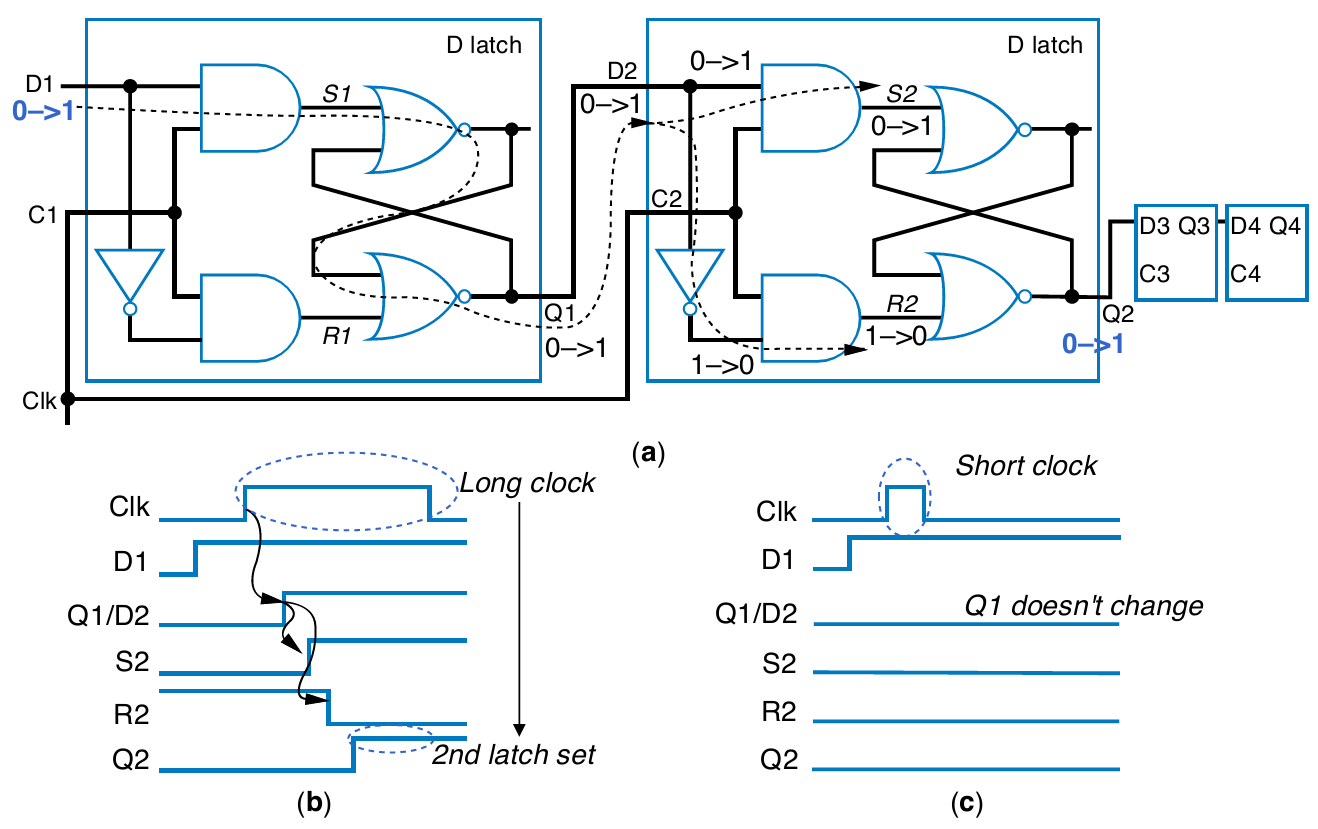 D latch
D latch
D1
0–>1
S1
D2
0–>1
0–>1
S2
0–>1
C1
C2
D3 Q3
D4 Q4
C3
C4
R1
Q1
0–>1
R2
1–>0
1–>0
Q2
0–>1
Clk
(a)
Long clock
Clk
D1
Q1/D2
S2
R2
Q2
2nd latch set
(b)
Short clock
Clk
D1
Q1 doesn't change
Q1/D2
S2
R2
Q2
(c)